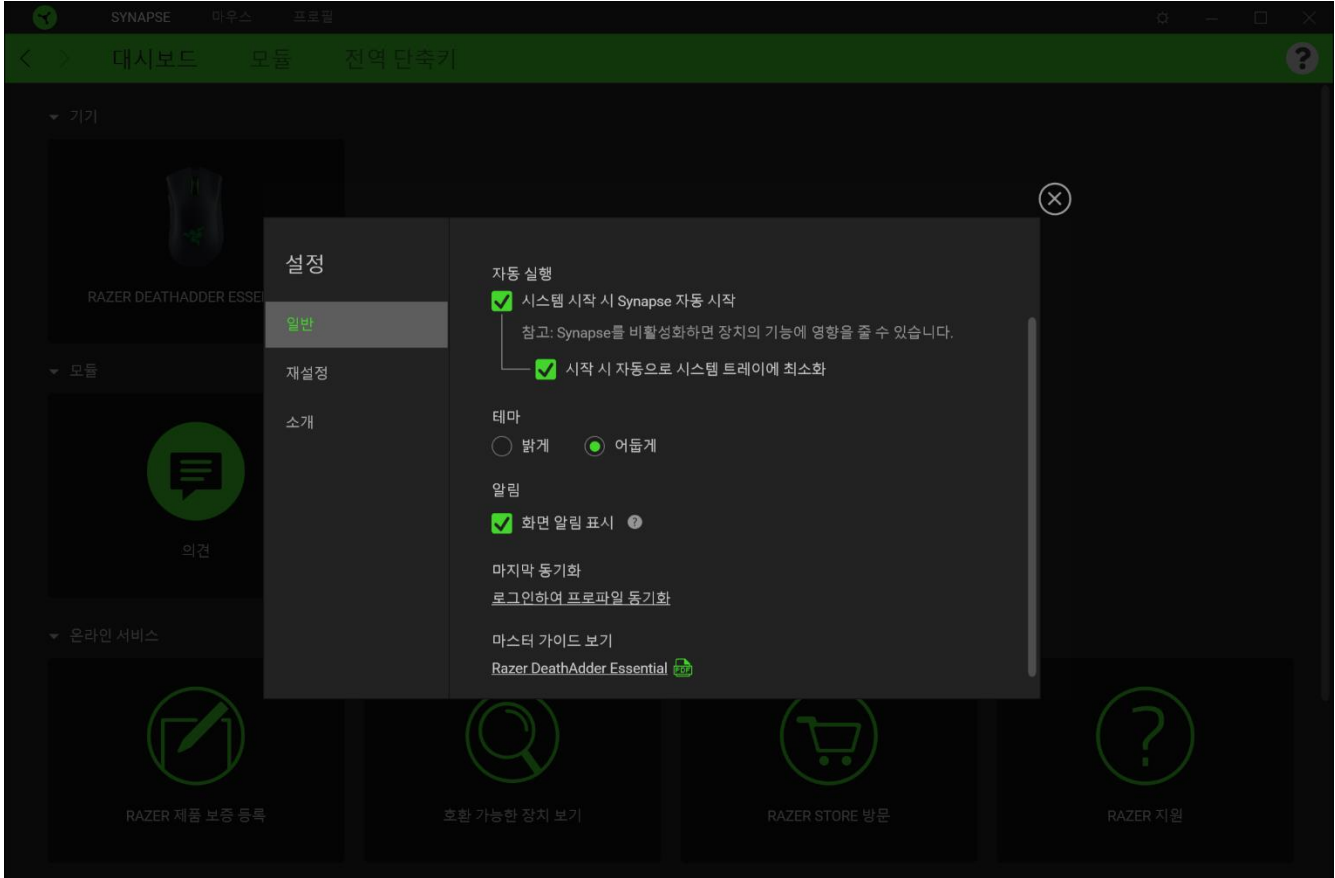 SYNAPSE 마우스 프로필
대시보드 모듈 전역 단축키
?
기기
RAZER DEATHADDER ESSE
모듈
의견
온라인 서비스
RAZER 제품 보증 등록
호환 가능한 장치 보기
RAZER STORE 방문
RAZER 지원
설정
일반
재설정
소개
자동 실행
시스템 시작 시 Synapse 자동 시작
참고: Synapse를 비활성화하면 장치의 기능에 영향을 줄 수 있습니다.
시작 시 자동으로 시스템 트레이에 최소화
테마
밝게 어둡게
알림
화면 알림 표시 ?
마지막 동기화
로그인하여 프로파일 동기화
마스터 가이드 보기
Razer DeathAdder Essential PDF